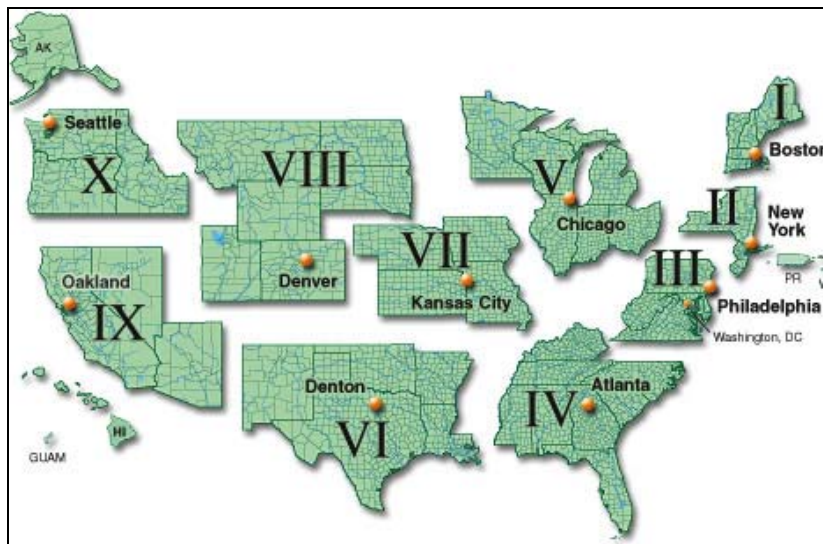 AK
Seattle
X
VIII
V
I
Boston
Chicago
II
New
York
PR
VII
Kansas City
Denver
III
Philadelphia
Washington, DC
Oakland
IX
HI
GUAM
Denton
VI
Atlanta
IV